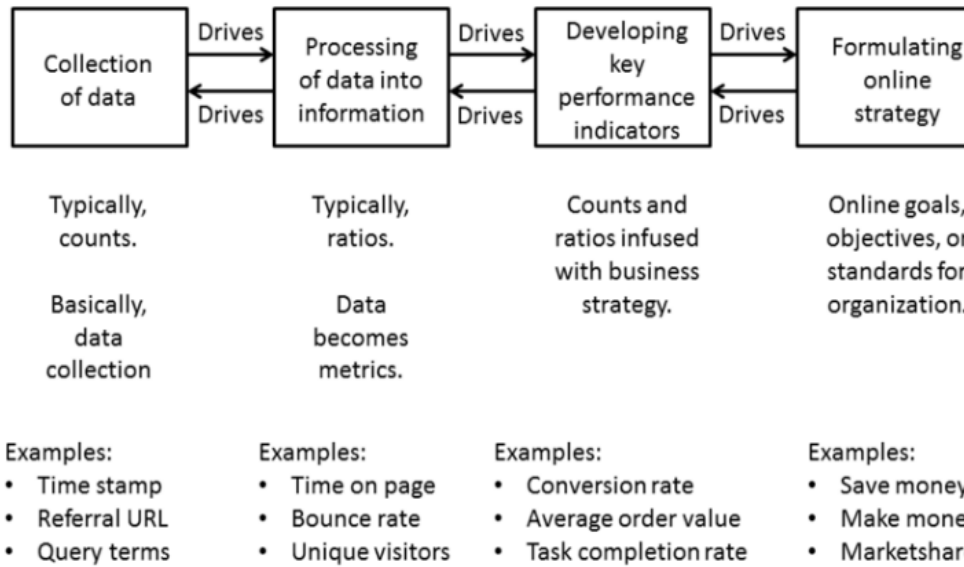 Drives
Drives
Drives
Collection
of data
Processing
of data into
information
Developing
key
performance
indicators
Formulating
online
strategy
Drives
Drives
Drives
Typically,
counts.
Basically,
data
collection
Typically,
ratios.
Data
becomes
metrics.
Counts and
ratios infused
with business
strategy.
Online goals,
objectives, or
standards for
organization.
Examples:
• Time stamp
• Referral URL
• Query terms
Examples:
• Time on page
• Bounce rate
• Unique visitors
Examples:
• Conversion rate
• Average order value
• Task completion rate
Examples:
• Save money
• Make mone
• Marketshar